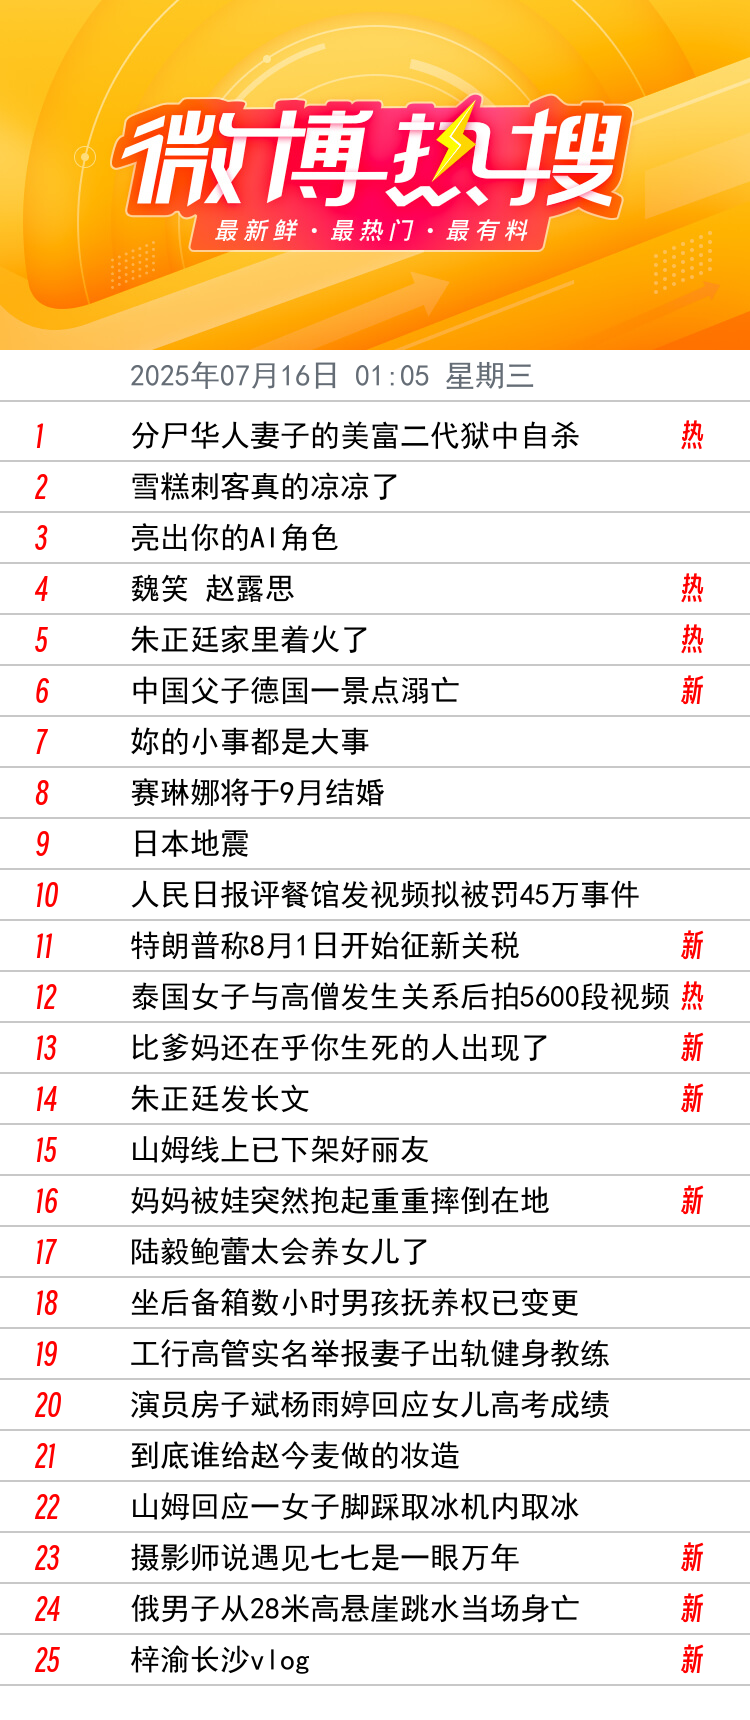 微博热搜
最新鲜·最热门·最有料
2025年07月16日 01:05 星期三
1 分尸华人妻子的美富二代狱中自杀 热
2 雪糕刺客真的凉凉了
3 亮出你的AI角色
4 魏笑 赵露思 热
5 朱正廷家里着火了 热
6 中国父子德国一景点溺亡 新
7 妳的小事都是大事
8 赛琳娜将于9月结婚
9 日本地震
10 人民日报评餐馆发视频拟被罚45万事件
11 特朗普称8月1日开始征新关税 新
12 泰国女子与高僧发生关系后拍5600段视频 热
13 比爹妈还在乎你生死的人出现了 新
14 朱正廷发长文 新
15 山姆线上已下架好丽友
16 妈妈被娃突然抱起重重摔倒在地 新
17 陆毅鲍蕾太会养女儿了
18 坐后备箱数小时男孩抚养权已变更
19 工行高管实名举报妻子出轨健身教练
20 演员房子斌杨雨婷回应女儿高考成绩
21 到底谁给赵今麦做的妆造
22 山姆回应一女子脚踩取冰机内取冰
23 摄影师说遇见七七是一眼万年 新
24 俄男子从28米高悬崖跳水当场身亡 新
25 梓渝长沙vlog 新